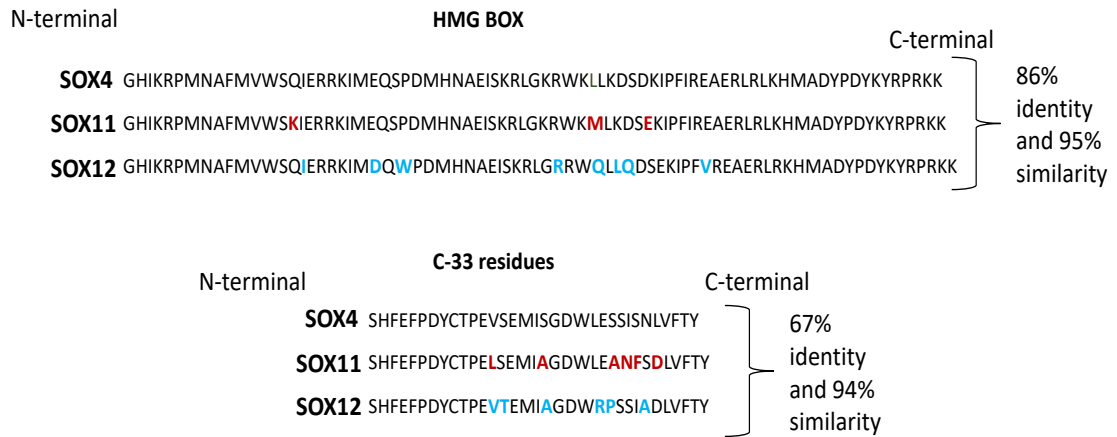 N-terminal
HMG BOX
C-terminal
SOX4 GHIKRPMNAFMVWSQIERRKIMEQSPDMHNAEISKRLGKRWKLLKDSDKIPFIREAERLRLKHMADYPDYKYRPRKK
SOX11 GHIKRPMNAFMVWSKIERRKIMEQSPDMHNAEISKRLGKRWKMLKDSEKIPFIREAERLRLKHMADYPDYKYRPRKK
SOX12 GHIKRPMNAFMVWSQIERRKIMDQWPDMHNAEISKRLGRRWQLLQDSEKIPFVREAERLRLKHMADYPDYKYRPRKK
86%
identity
and 95%
similarity
C-33 residues
N-terminal
C-terminal
SOX4 SHFEFPDYCTPEVSEMISGDWLESSISNLVFTY
SOX11 SHFEFPDYCTPELSEMIAGDWLEANFSDLVFTY
SOX12 SHFEFPDYCTPEVTEMIAGDWRPSSIADLVFTY
67%
identity
and 94%
similarity